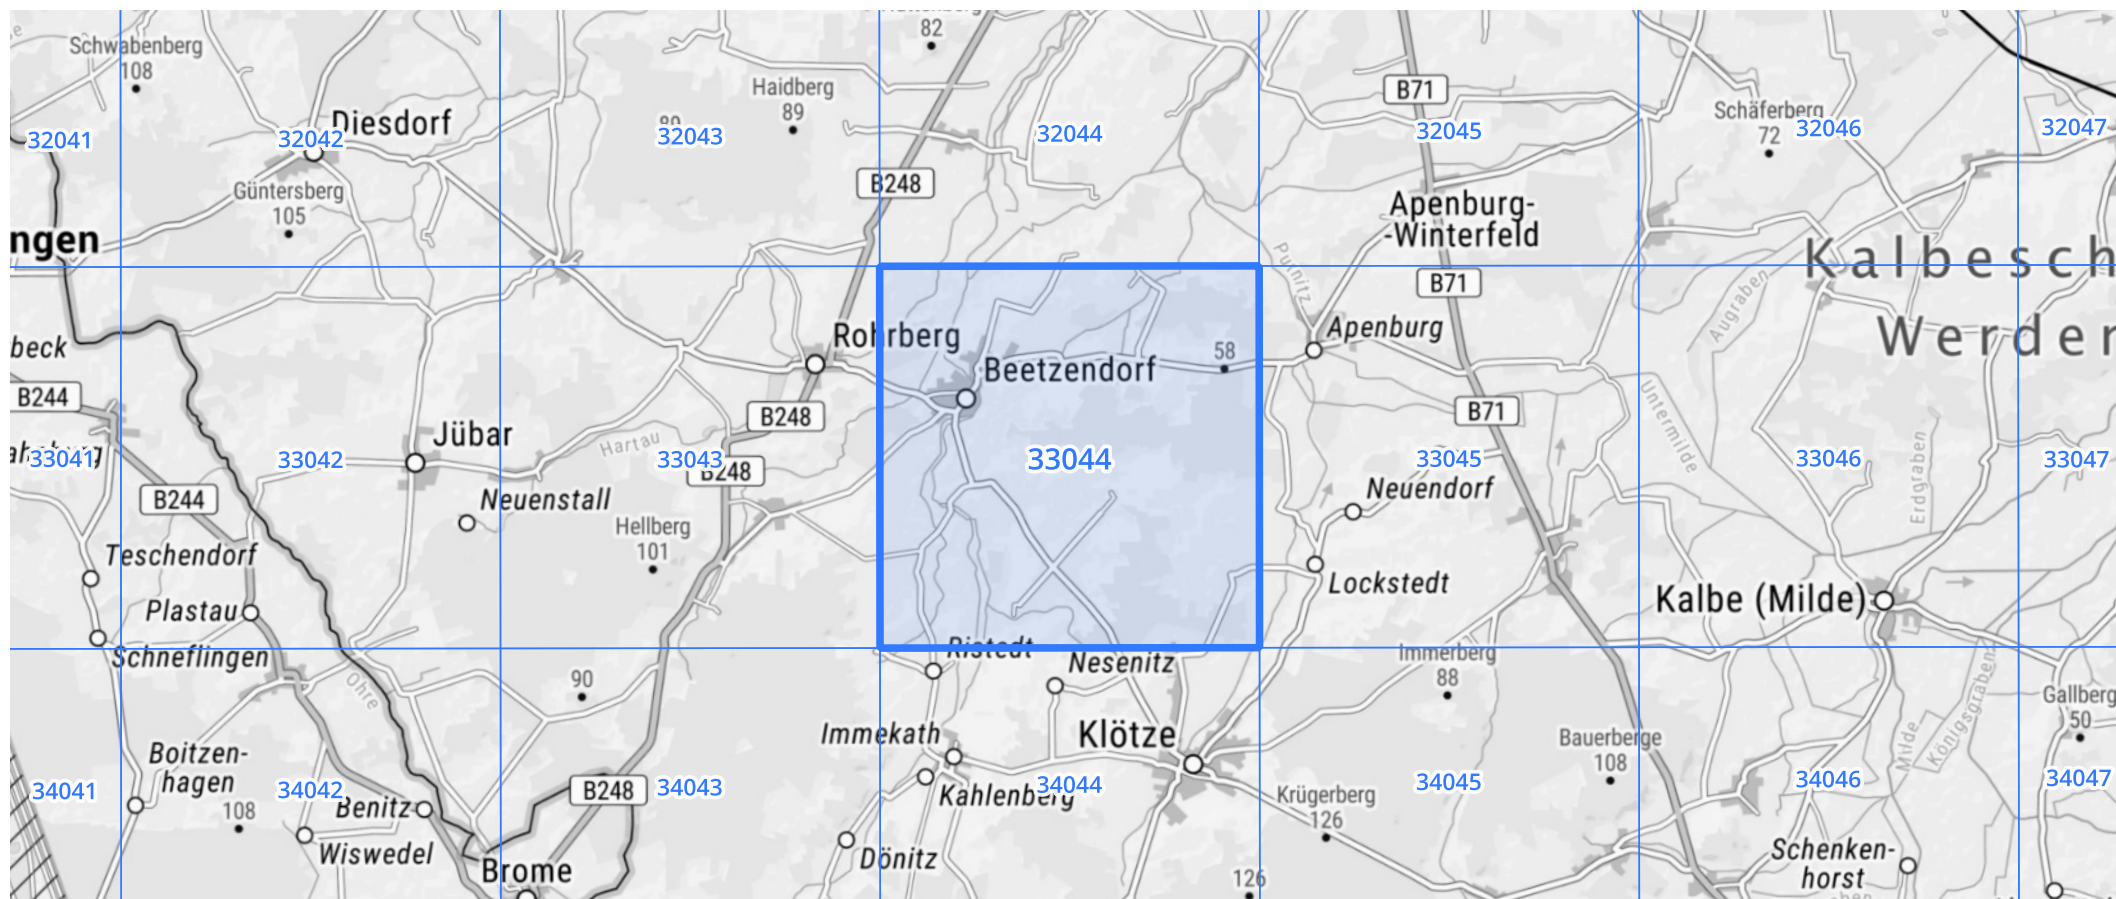 82
Schwabenberg
108
Haidberg
89
B71
Schäferberg
72
Diesdorf
32041
32042
32043
32044
32045
32046
32047
Güntersberg
105
B248
Apenburg-
-Winterfeld
ngen
Purnitz
Kalbesch
Werder
B71
Augraben
Rohrberg
Apenburg
beck
58
Beetzendorf
B244
B248
B71
Untermilde
Jübar
Hartau
33041
33042
33043
33044
33045
33046
33047
B248
Erdgraben
B244
Neuenstall
Neuendorf
Hellberg
101
Teschendorf
Lockstedt
Plastau
Kalbe (Milde)
Schneflingen
Ristedt
Nesenitz
Immerberg
88
Ohre
90
Gallberg
50
Königsgraben
Milde
Immekath
Klötze
Bauerberge
108
Boitzen-
hagen
34041
34042
34043
34044
34045
34046
34047
B248
108
Benitz
Kahlenberg
Krügerberg
126
Wiswedel
Dönitz
Schenken-
horst
Brome
126